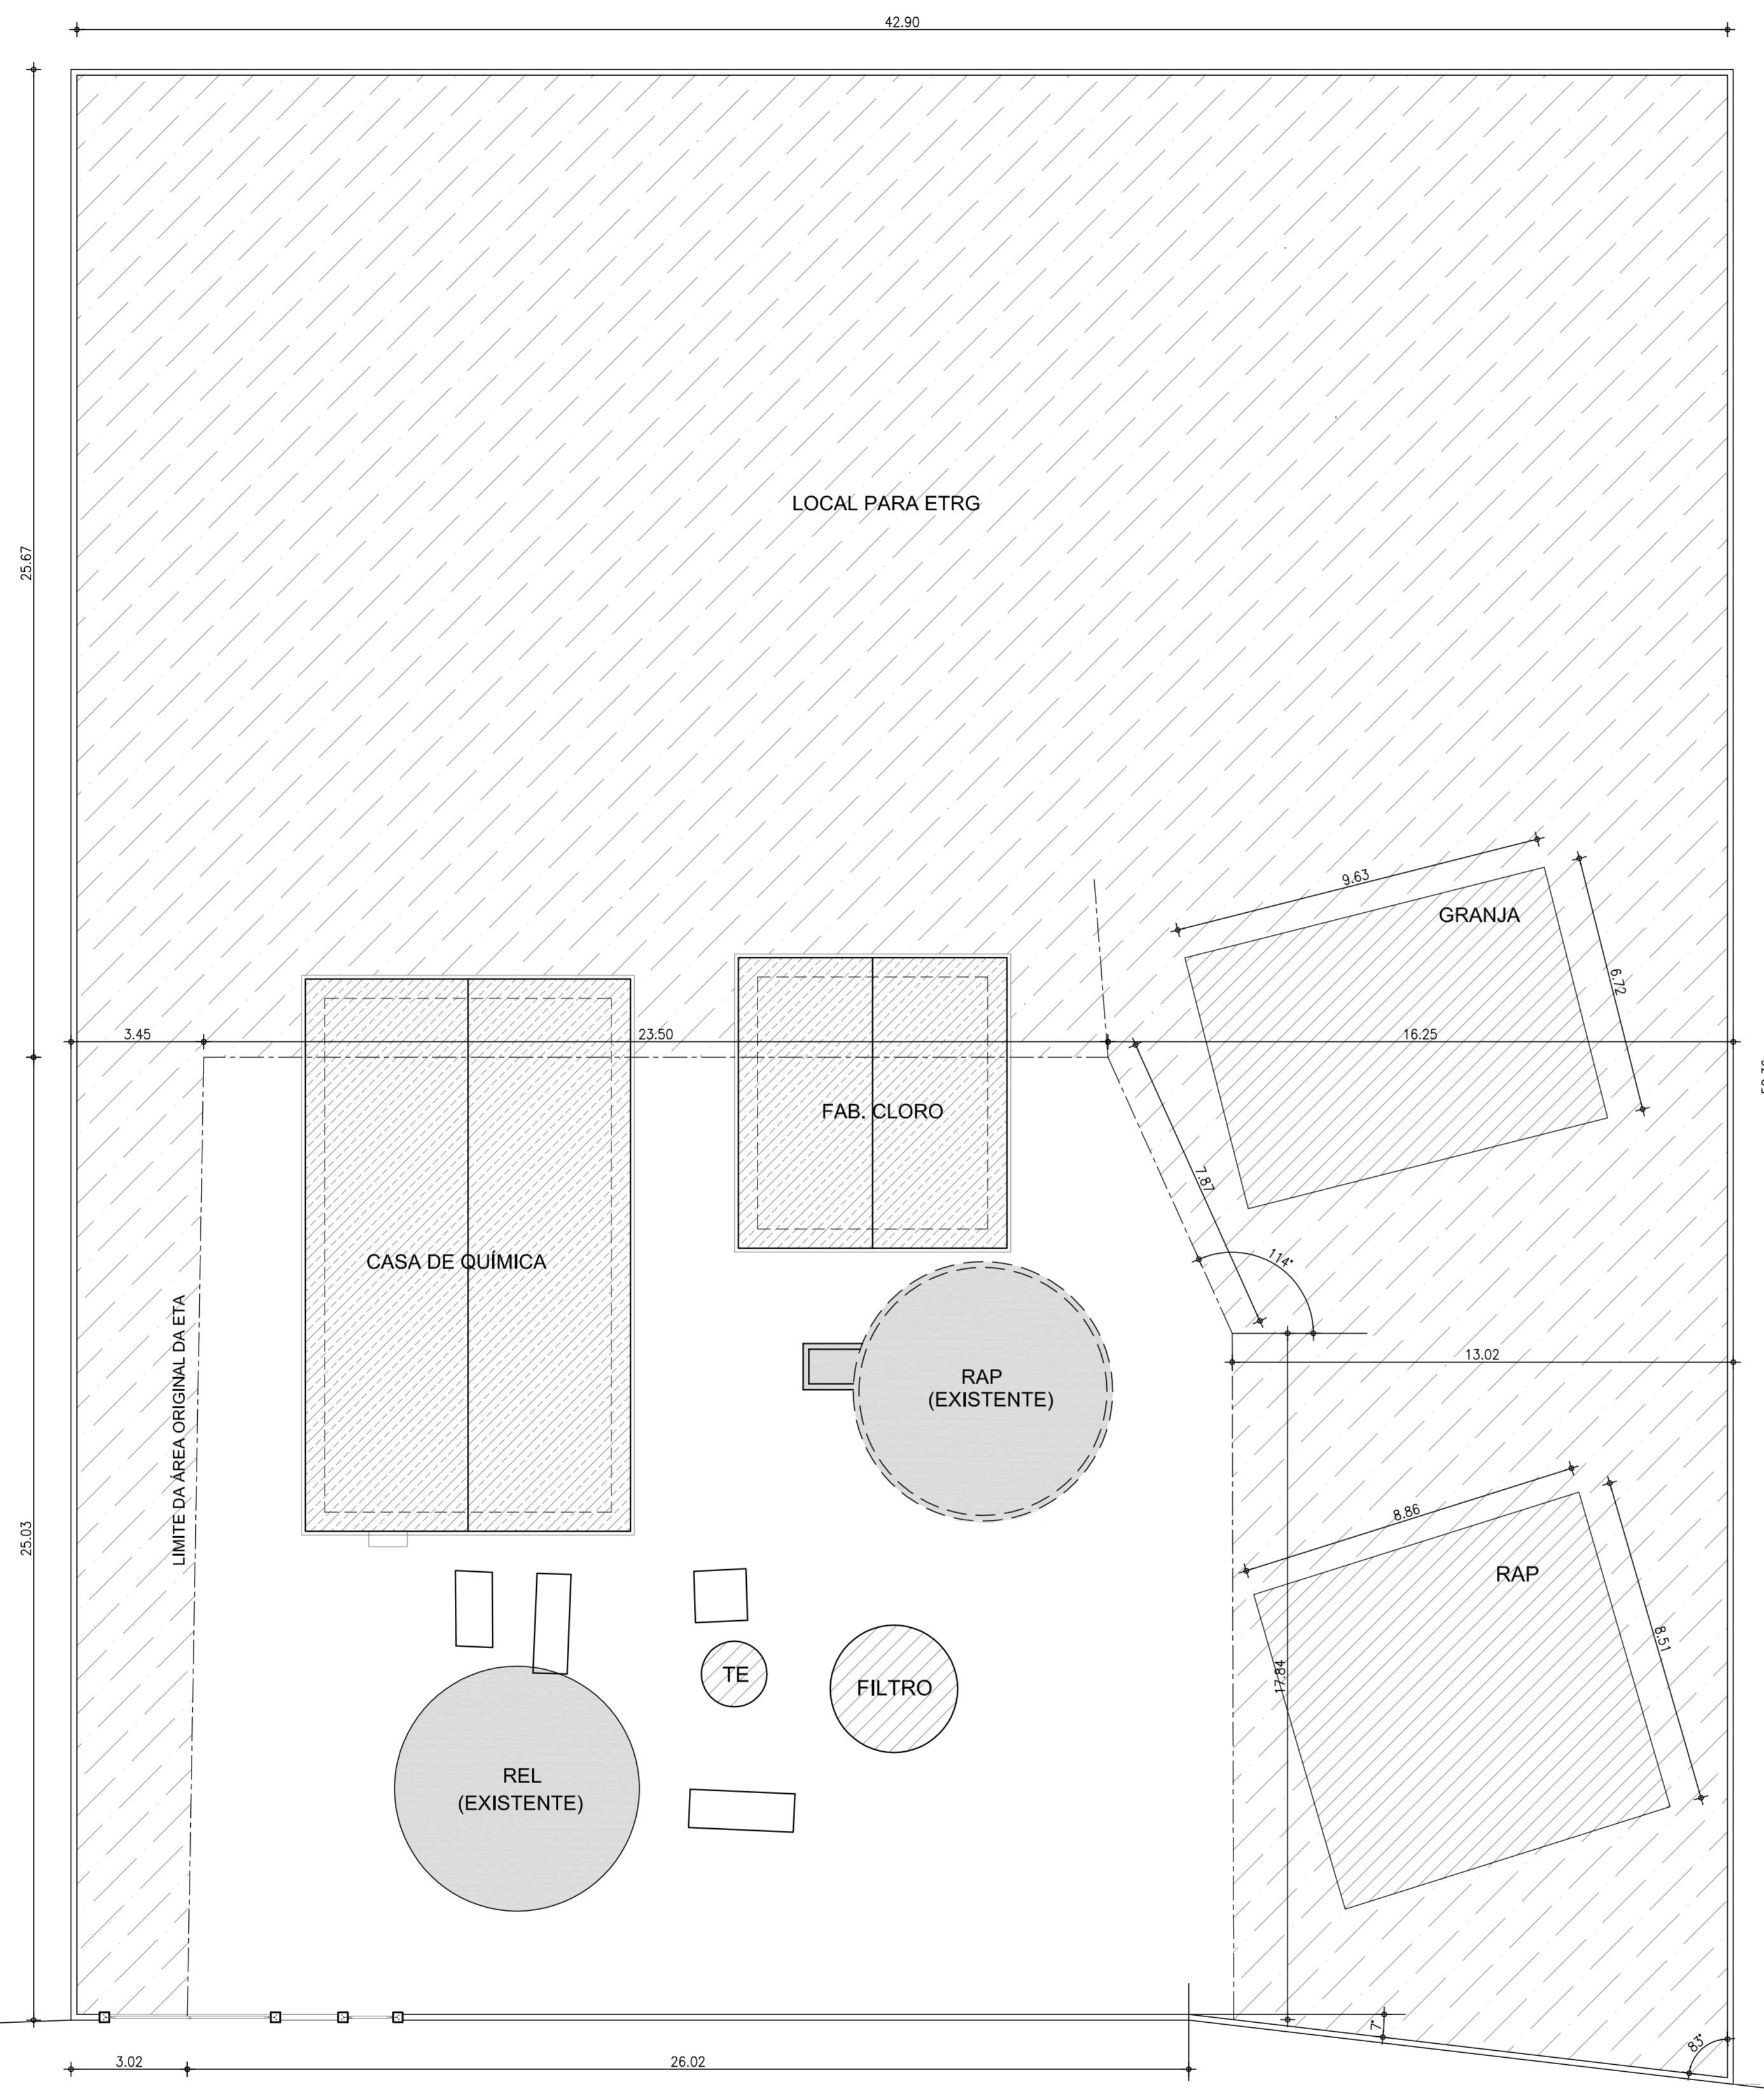 42.90
LOCAL PARA ETRG
25.67
9.63
GRANJA
6.72
3.45
23.50
16.25
FAB. CLORO
7.87
CASA DE QUÍMICA
114°
LIMITE DA ÁREA ORIGINAL DA ETA
13.02
RAP
(EXISTENTE)
25.03
8.86
RAP
8.51
17.84
TE
FILTRO
REL
(EXISTENTE)
7°
83°
3.02
26.02